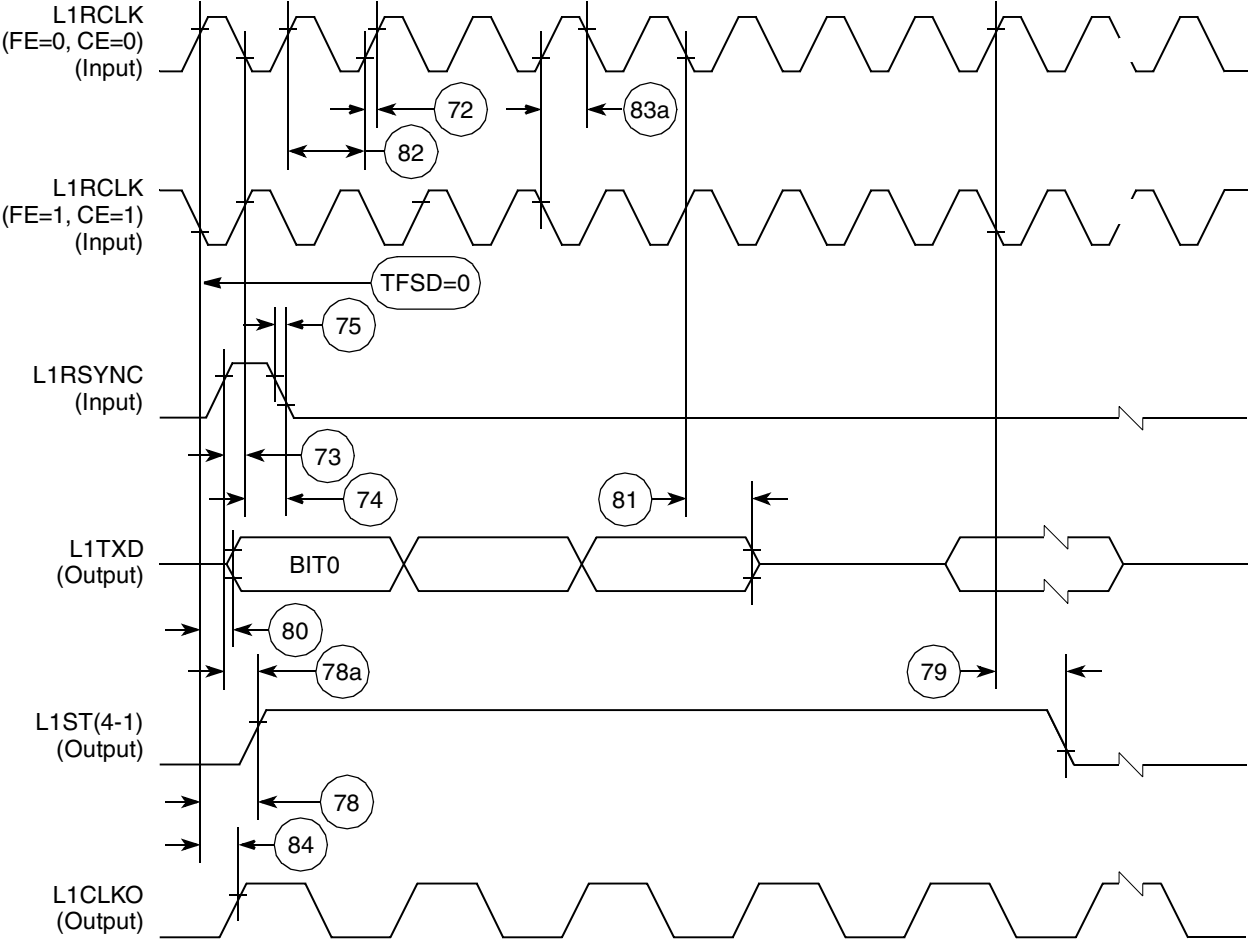 L1RCLK
(FE=0, CE=0)
(Input)
72
83a
82
L1RCLK
(FE=1, CE=1)
(Input)
TFSD=0
75
L1RSYNC
(Input)
73
74
81
L1TXD
(Output)
BIT0
80
78a
79
L1ST(4-1)
(Output)
78
84
L1CLKO
(Output)